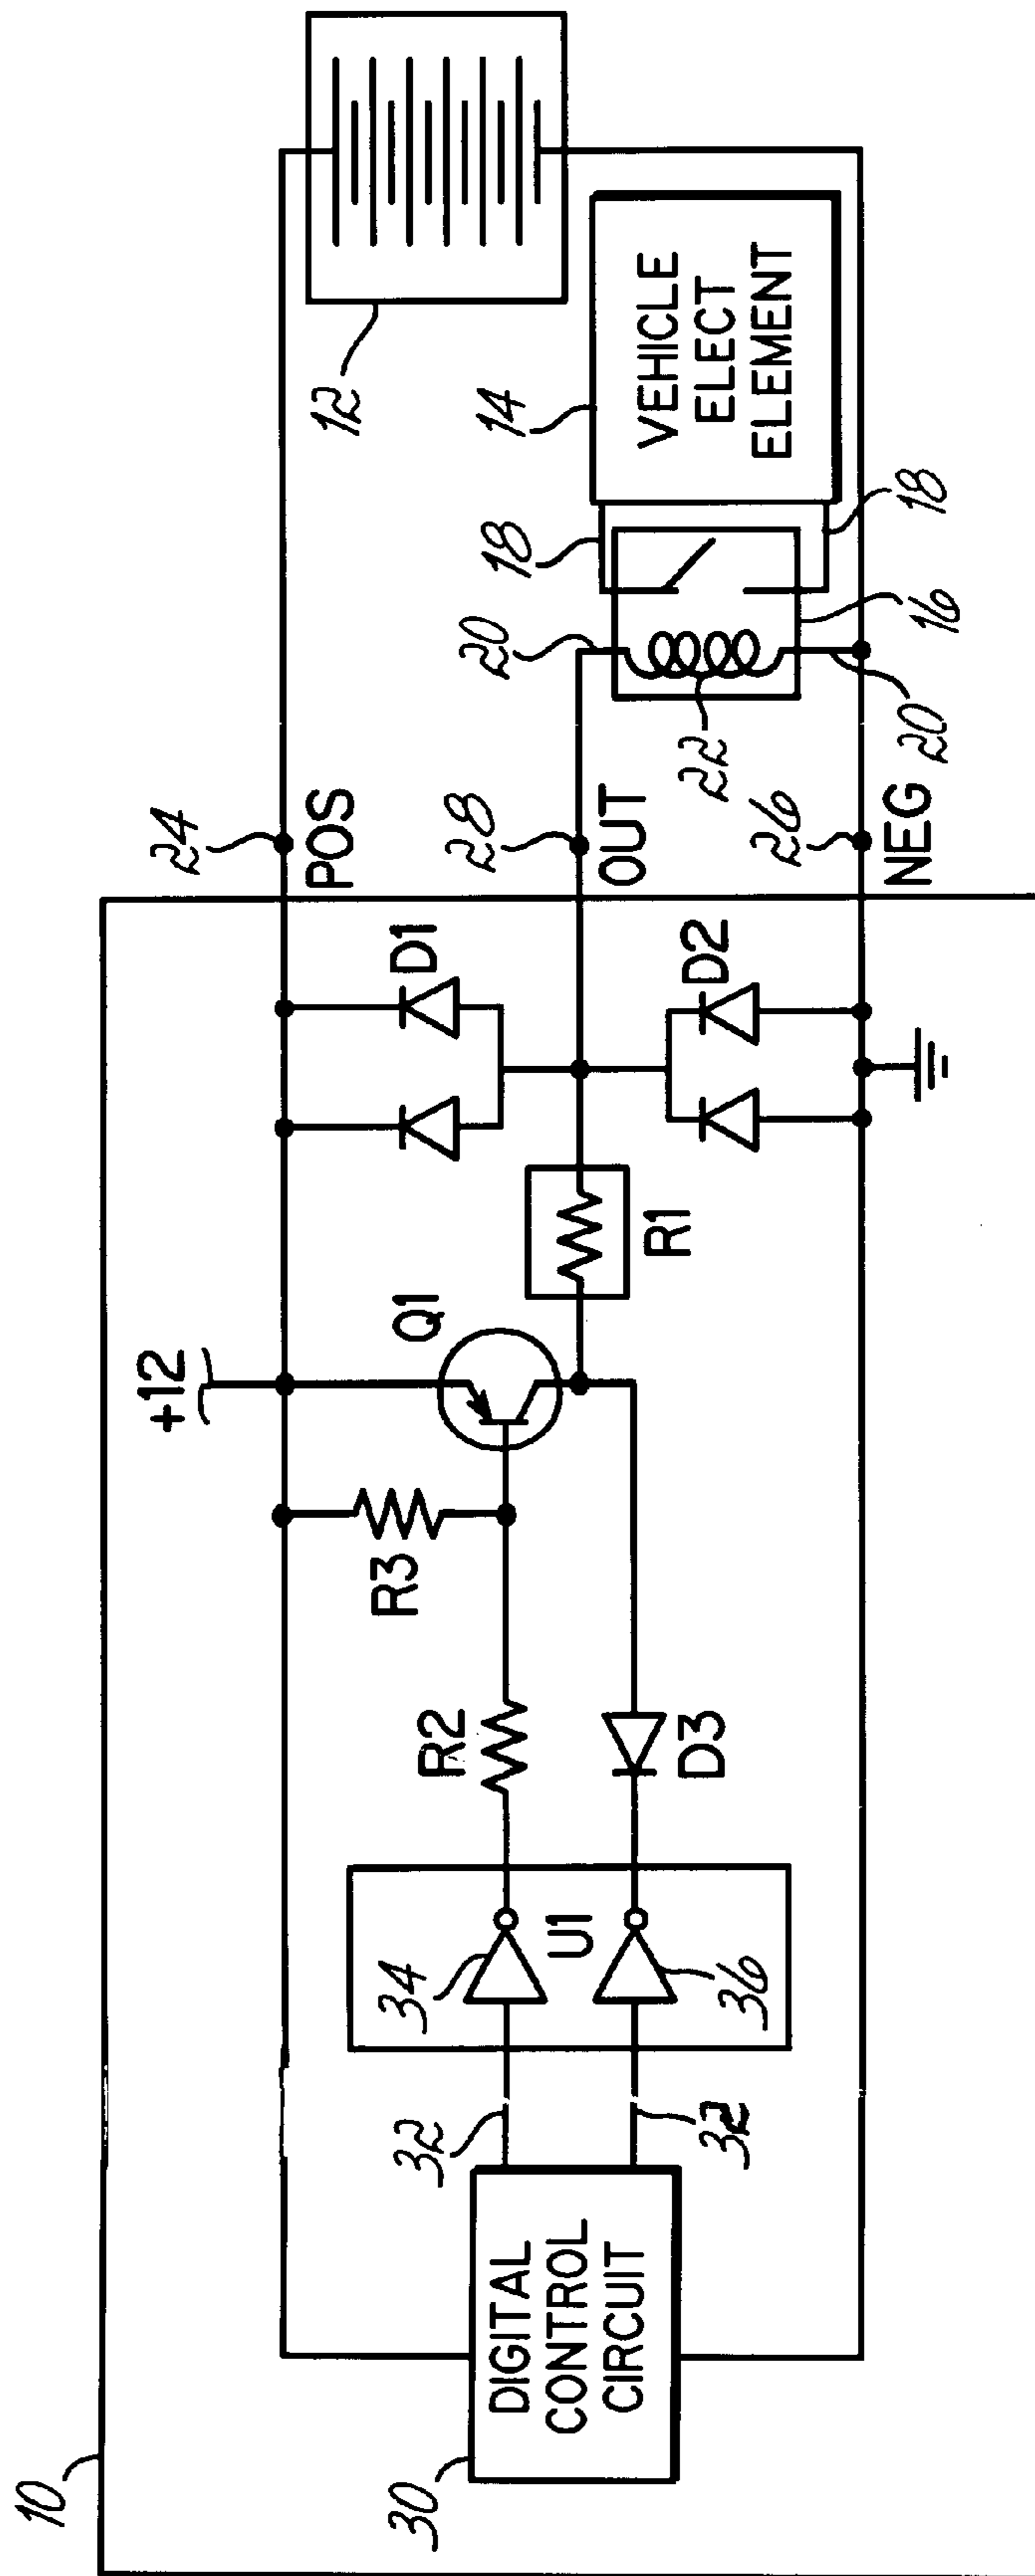 10
30
DIGITAL
CONTROL
CIRCUIT
32
32
34
U1
36
R2
D3
R3
+12
Q1
R1
D1
D2
24
POS
28
OUT
26
NEG
20
22
20
18
16
18
14
VEHICLE
ELECT
ELEMENT
12